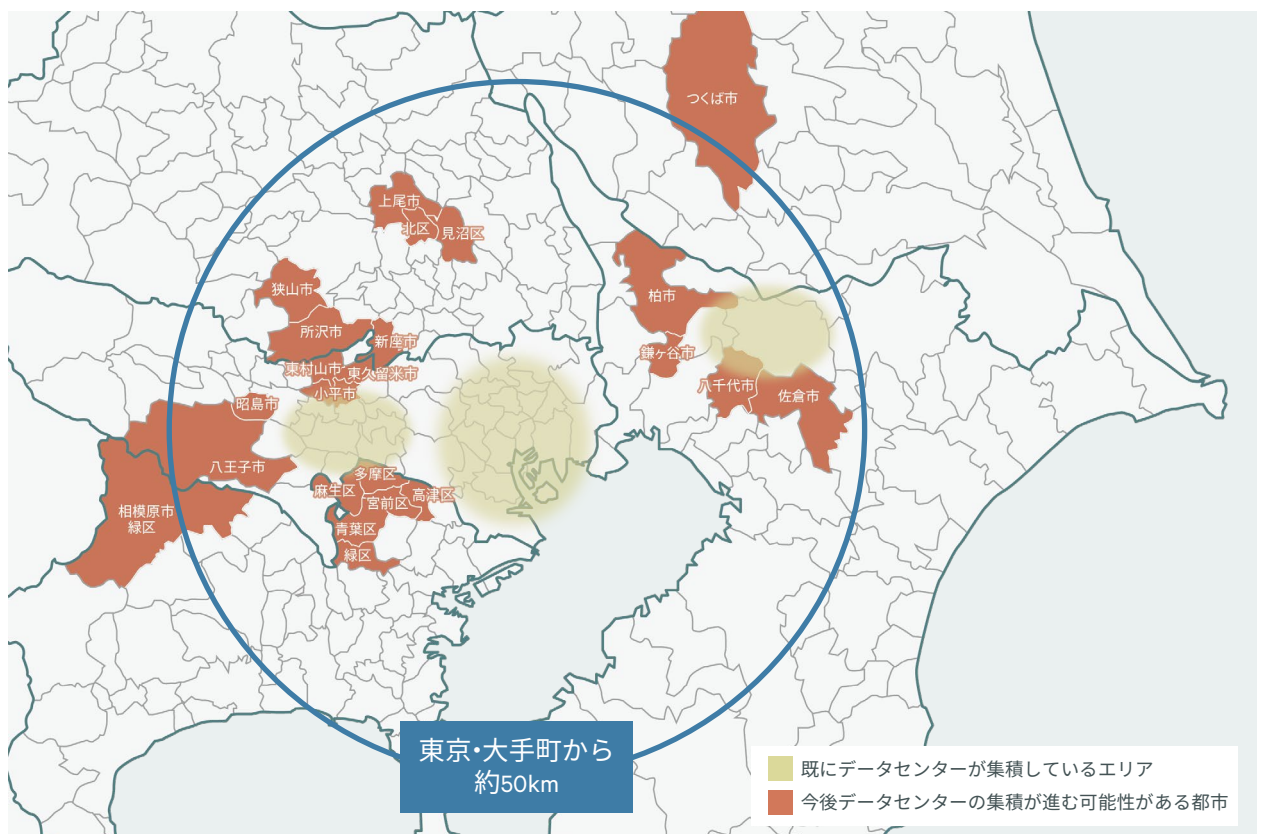 つくば市
上尾市
北区
見沼区
狭山市
柏市
所沢市
新座市
鎌ヶ谷市
東村山市
東久留米市
小平市
八千代市
佐倉市
昭島市
八王子市
多摩区
麻生区
高津区
宮前区
相模原市
緑区
青葉区
緑区
東京・大手町から
約50km
既にデータセンターが集積しているエリア
今後データセンターの集積が進む可能性がある都市